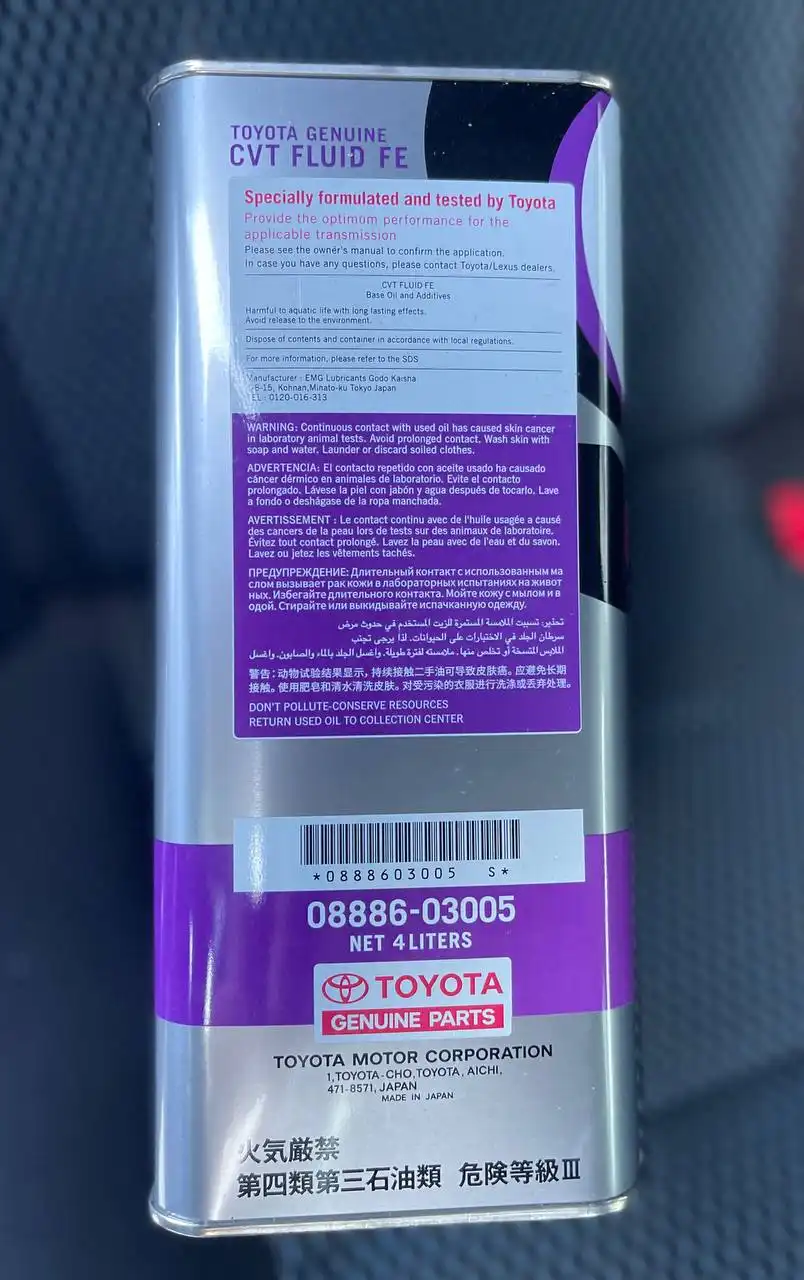 TOYOTA GENUINE
CVT FLUID FE
Specially formulated and tested by Toyota
Provide the optimum performance for the
applicable transmission
Please see the owner's manual to confirm the application.
In case you have any questions, please contact Toyota/Lexus dealers.
CVT FLUID FE
Base Oil and Additives
Harmful to aquatic life with long lasting effects.
Avoid release to the environment.
Dispose of contents and container in accordance with local regulations.
For more information, please refer to the SDS
Manufacturer : EMG Lubricants Godo Kaisha
-8-15, Kohnan,Minato-ku Tokyo Japan
TEL : 0120-016-313
WARNING: Continuous contact with used oil has caused skin cancer
in laboratory animal tests. Avoid prolonged contact. Wash skin with
soap and water. Launder or discard soiled clothes.
ADVERTENCIA: El contacto repetido con aceite usado ha causado
cáncer dérmico en animales de laboratorio. Evite el contacto
prolongado. Lávese la piel con jabón y agua después de tocarlo. Lave
a fondo o deshágase de la ropa manchada.
AVERTISSEMENT : Le contact continu avec de l'huile usagée a causé
des cancers de la peau lors de tests sur des animaux de laboratoire.
Évitez tout contact prolongé. Lavez la peau avec de l'eau et du savon.
Lavez ou jetez les vêtements tachés.
ПРЕДУПРЕЖДЕНИЕ: Длительный контакт с использованным ма
слом вызывает рак кожи в лабораторных испытаниях на живот
ных. Избегайте длительного контакта. Мойте кожу с мылом и в
одой. Стирайте или выкидывайте испачканную одежду.
تحذير: تسببت الملامسة المستمرة للزيت المستخدم في حدوث مرض
سرطان الجلد في الاختبارات على الحيوانات. لذا يرجى تجنب
الملابس المتسخة أو تخلص منها. ملامسته لفترة طويلة. واغسل الجلد بالماء والصابون. واغسل
警告：动物试验结果显示，持续接触二手油可导致皮肤癌。应避免长期
接触。使用肥皂和清水清洗皮肤。对受污染的衣服进行洗涤或丢弃处理。
DON'T POLLUTE-CONSERVE RESOURCES
RETURN USED OIL TO COLLECTION CENTER
*0888603005 S*
08886-03005
NET 4 LITERS
TOYOTA
GENUINE PARTS
TOYOTA MOTOR CORPORATION
1,TOYOTA-CHO,TOYOTA, AICHI,
471-8571, JAPAN
MADE IN JAPAN
火気厳禁
第四類第三石油類 危険等級Ⅲ